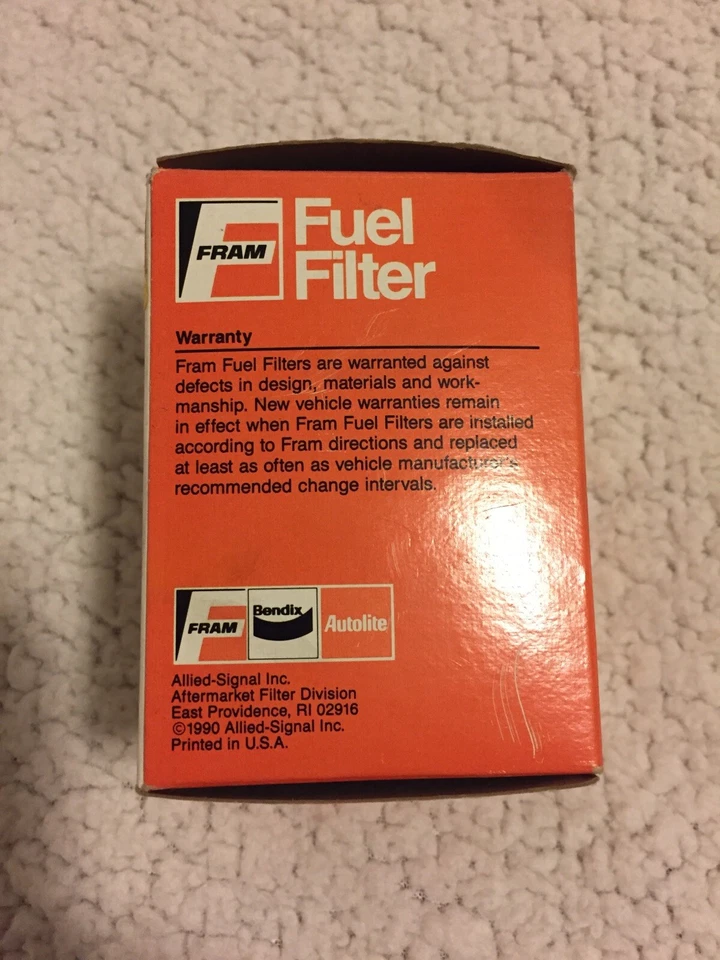 FRAM
Fuel
Filter
Warranty
Fram Fuel Filters are warranted against
defects in design, materials and work-
manship. New vehicle warranties remain
in effect when Fram Fuel Filters are installed
according to Fram directions and replaced
at least as often as vehicle manufacturer's
recommended change intervals.
FRAM Bendix Autolite
Allied-Signal Inc.
Aftermarket Filter Division
East Providence, RI 02916
©1990 Allied-Signal Inc.
Printed in U.S.A.